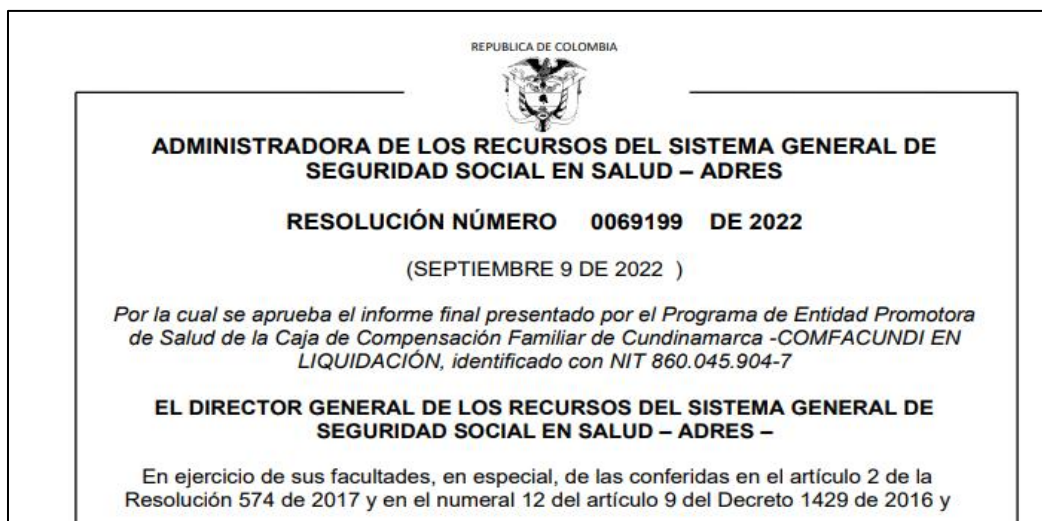 REPUBLICA DE COLOMBIA
ADMINISTRADORA DE LOS RECURSOS DEL SISTEMA GENERAL DE
SEGURIDAD SOCIAL EN SALUD – ADRES
RESOLUCIÓN NÚMERO 0069199 DE 2022
(SEPTIEMBRE 9 DE 2022 )
Por la cual se aprueba el informe final presentado por el Programa de Entidad Promotora
de Salud de la Caja de Compensación Familiar de Cundinamarca -COMFACUNDI EN
LIQUIDACIÓN, identificado con NIT 860.045.904-7
EL DIRECTOR GENERAL DE LOS RECURSOS DEL SISTEMA GENERAL DE
SEGURIDAD SOCIAL EN SALUD – ADRES –
En ejercicio de sus facultades, en especial, de las conferidas en el artículo 2 de la
Resolución 574 de 2017 y en el numeral 12 del artículo 9 del Decreto 1429 de 2016 y